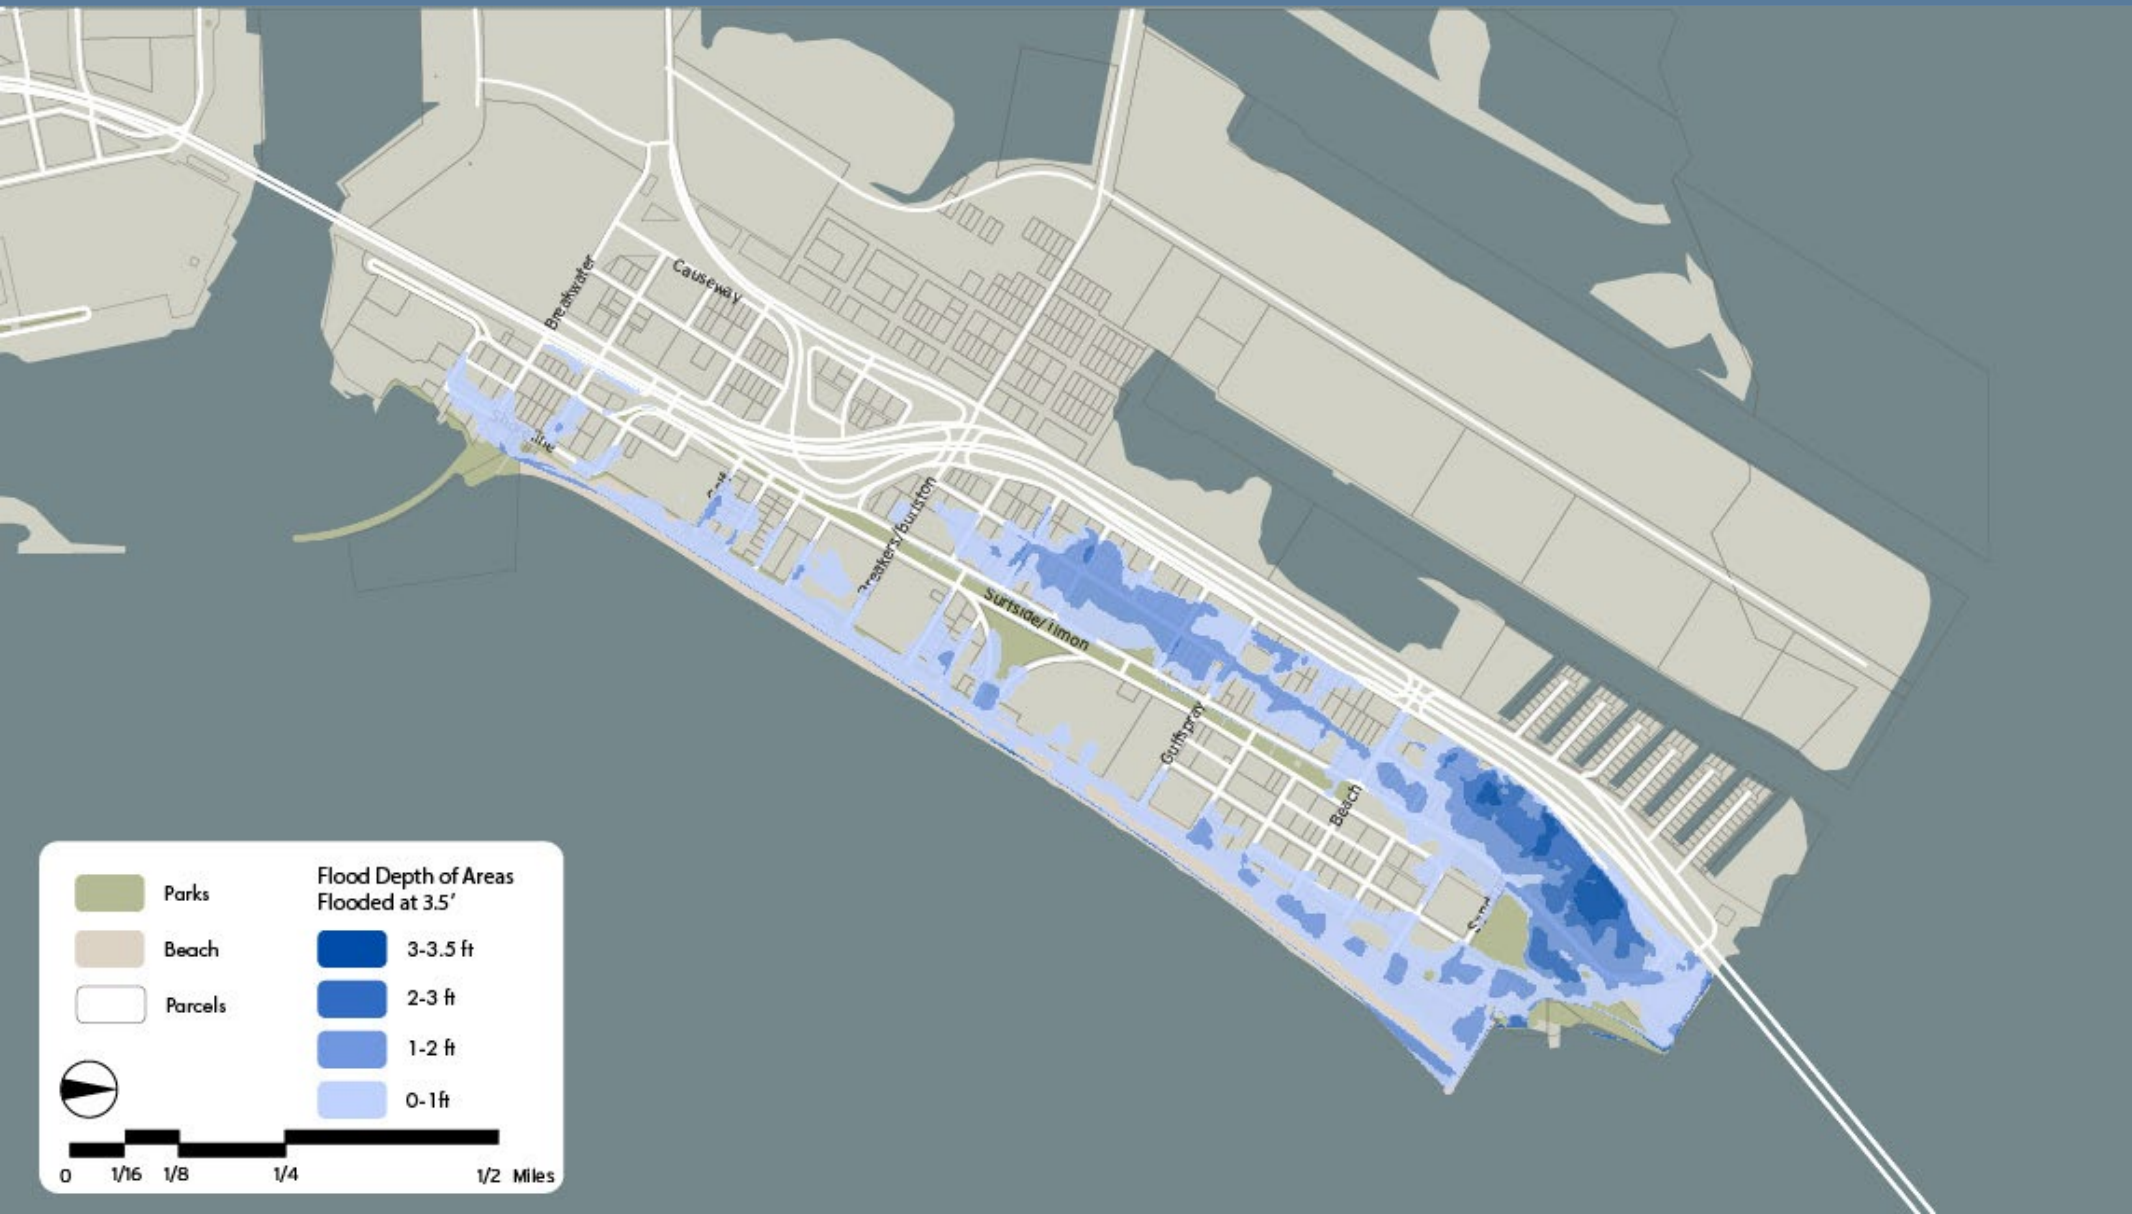 Causeway
Breakwater
Breakers/Burlston
Surfside/Timon
Gulfspray
Beach
Flood Depth of Areas
Flooded at 3.5′
Parks
Beach
Parcels
3-3.5 ft
2-3 ft
1-2 ft
0-1ft
0 1/16 1/8 1/4 1/2 Miles